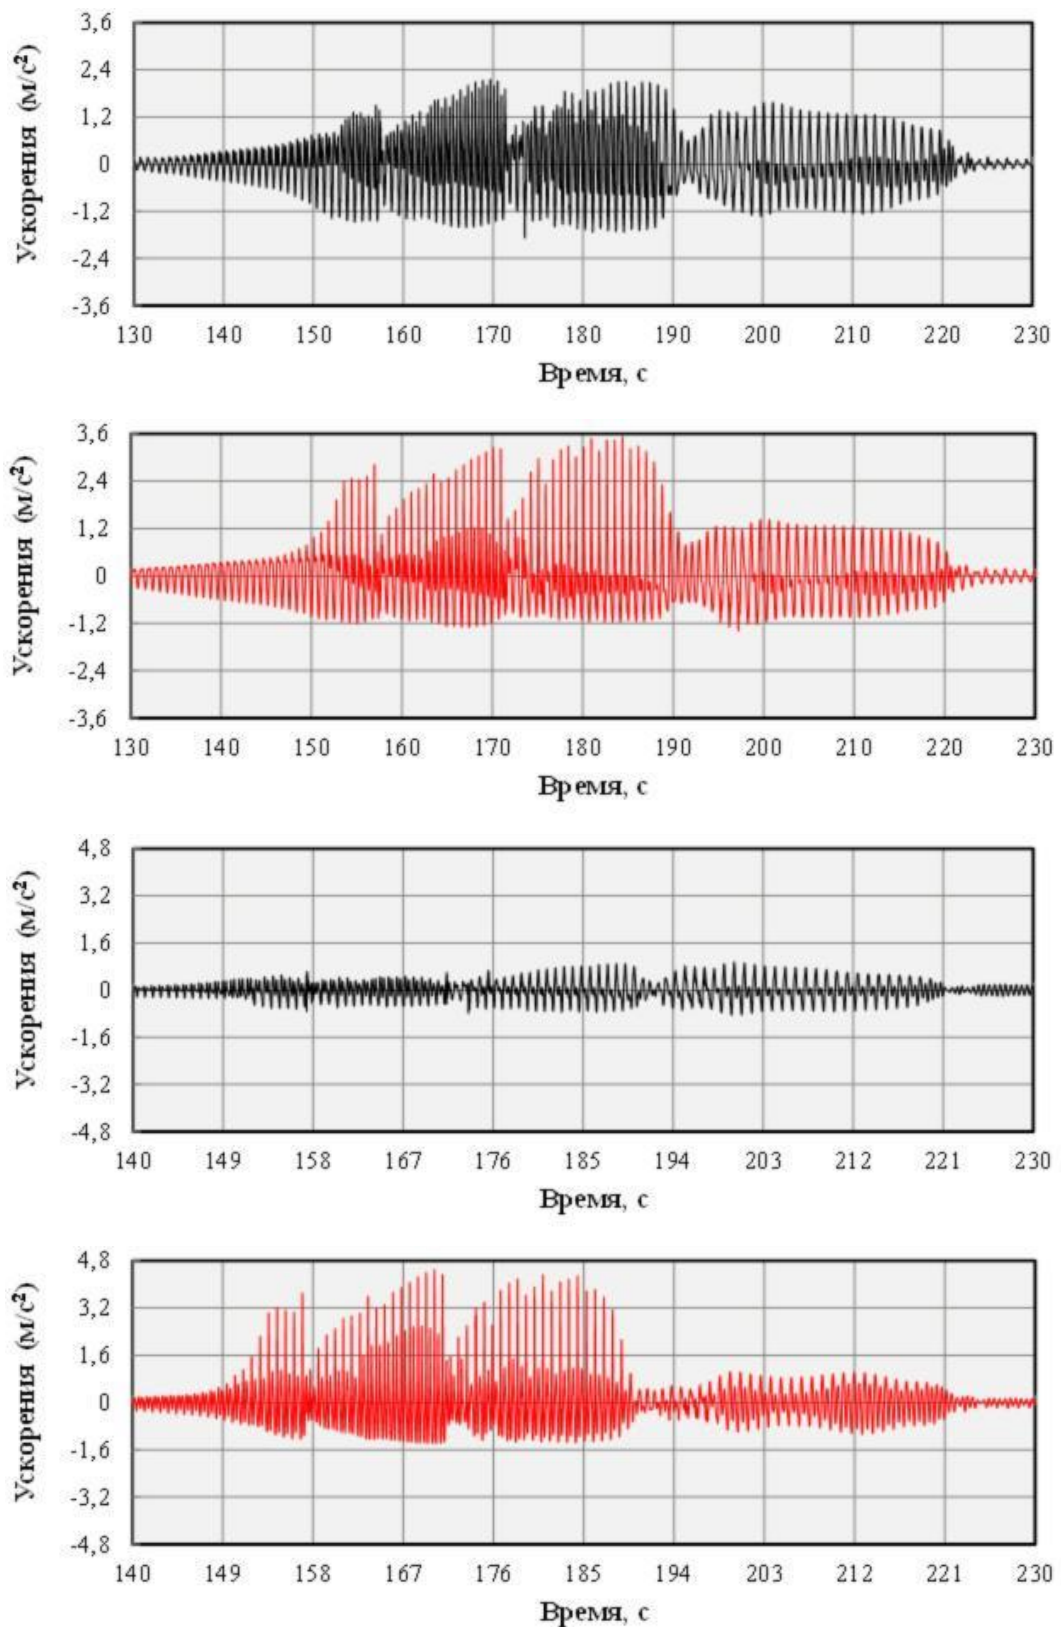 Ускорения (м/с²)
3,6
2,4
1,2
0
-1,2
-2,4
-3,6
130 140 150 160 170 180 190 200 210 220 230
Время, с
Ускорения (м/с²)
3,6
2,4
1,2
0
-1,2
-2,4
-3,6
130 140 150 160 170 180 190 200 210 220 230
Время, с
Ускорения (м/с²)
4,8
3,2
1,6
0
-1,6
-3,2
-4,8
140 149 158 167 176 185 194 203 212 221 230
Время, с
Ускорения (м/с²)
4,8
3,2
1,6
0
-1,6
-3,2
-4,8
140 149 158 167 176 185 194 203 212 221 230
Время, с